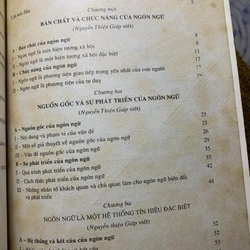 Lời nói đầu
Chương một
BẢN CHẤT VÀ CHỨC NĂNG CỦA NGÔN NGỮ
(Nguyễn Thiện Giáp viết)
A - Bản chất của ngôn ngữ
I - Ngôn ngữ là một hiện tượng xã hội
II - Ngôn ngữ là một hiện tượng xã hội đặc biệt
B - Chức năng của ngôn ngữ
I - Ngôn ngữ là phương tiện giao tiếp trọng yếu nhất của con người
II - Ngôn ngữ là phương tiện của tư duy
Chương hai
NGUỒN GỐC VÀ SỰ PHÁT TRIỂN CỦA NGÔN NGỮ
(Nguyễn Thiện Giáp viết)
A - Nguồn gốc của ngôn ngữ
I - Nội dung và phạm vi của vấn đề
II - Một số giả thuyết về nguồn gốc của ngôn ngữ
III - Vấn đề nguồn gốc của ngôn ngữ
B - Sự phát triển của ngôn ngữ
I - Quá trình phát triển của ngôn ngữ
II - Cách thức phát triển của ngôn ngữ
III - Những nhân tố khách quan và chủ quan làm cho ngôn ngữ biến đổi
và phát triển
Chương ba
NGÔN NGỮ LÀ MỘT HỆ THỐNG TÍN HIỆU ĐẶC BIỆT
(Nguyễn Thiện Giáp viết)
A - Hệ thống và kết cấu của ngôn ngữ 52